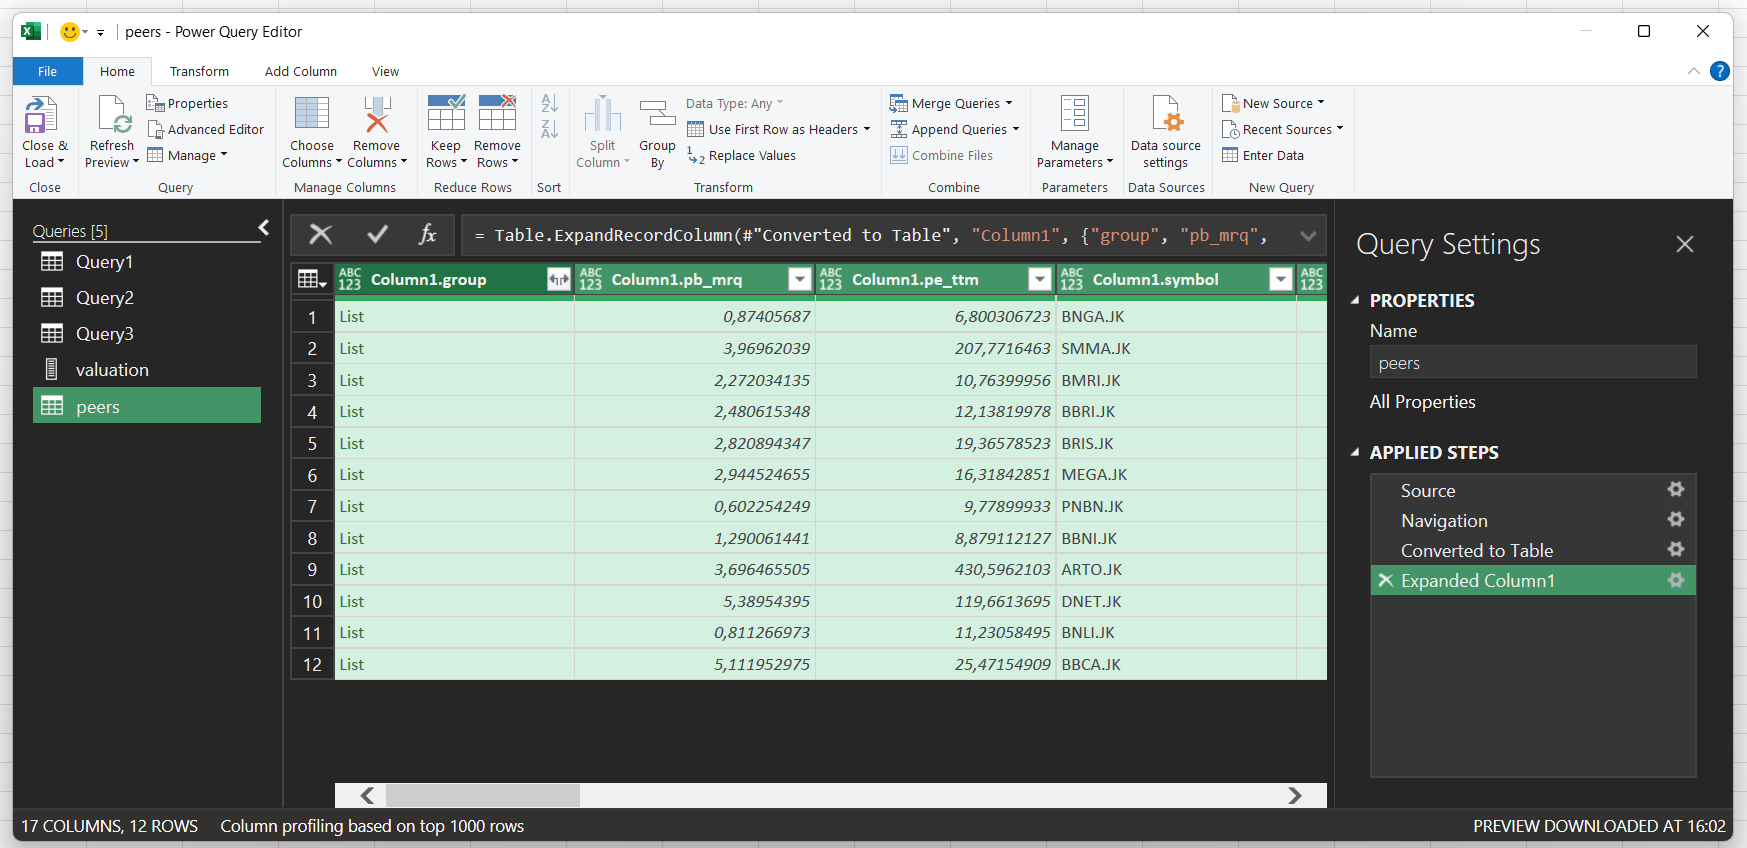 peers - Power Query Editor
File Home Transform Add Column View
Close & Load
Close
Refresh Preview
Properties
Advanced Editor
Manage
Query
Choose Columns
Remove Columns
Manage Columns
Keep Rows
Remove Rows
Reduce Rows
Sort
Split Column
Group By
Data Type: Any
Use First Row as Headers
Replace Values
Transform
Merge Queries
Append Queries
Combine Files
Combine
Manage Parameters
Parameters
Data source settings
Data Sources
New Source
Recent Sources
Enter Data
New Query
Queries [5]
Query1
Query2
Query3
valuation
peers
fx = Table.ExpandRecordColumn(#"Converted to Table", "Column1", {"group", "pb_mrq",
ABC 123 Column1.group ABC 123 Column1.pb_mrq ABC 123 Column1.pe_ttm ABC 123 Column1.symbol ABC 123
1 List 0,87405687 6,800306723 BNGA.JK
2 List 3,96962039 207,7716463 SMMA.JK
3 List 2,272034135 10,76399956 BMRI.JK
4 List 2,480615348 12,13819978 BBRI.JK
5 List 2,820894347 19,36578523 BRIS.JK
6 List 2,944524655 16,31842851 MEGA.JK
7 List 0,602254249 9,77899933 PNBN.JK
8 List 1,290061441 8,879112127 BBNI.JK
9 List 3,696465505 430,5962103 ARTO.JK
10 List 5,38954395 119,6613695 DNET.JK
11 List 0,811266973 11,23058495 BNLI.JK
12 List 5,111952975 25,47154909 BBCA.JK
Query Settings
PROPERTIES
Name
peers
All Properties
APPLIED STEPS
Source
Navigation
Converted to Table
Expanded Column1
17 COLUMNS, 12 ROWS Column profiling based on top 1000 rows PREVIEW DOWNLOADED AT 16:02